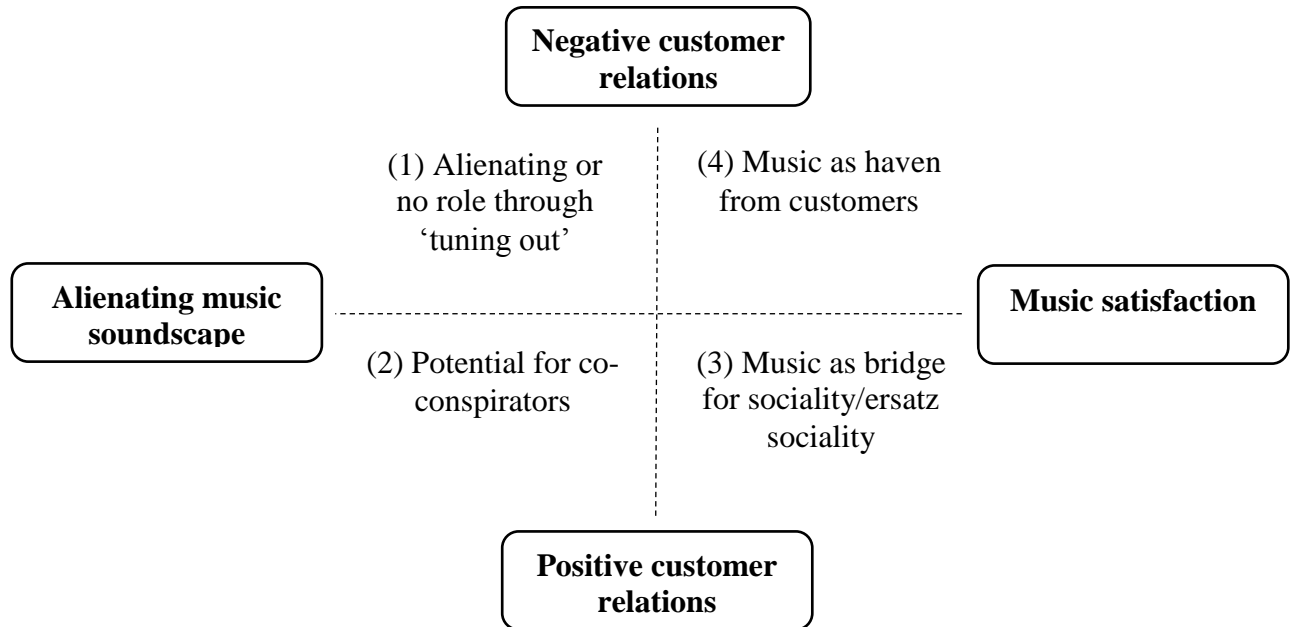 Negative customer
relations
(1) Alienating or
no role through
‘tuning out’
(4) Music as haven
from customers
Alienating music
soundscape
Music satisfaction
(2) Potential for co-
conspirators
(3) Music as bridge
for sociality/ersatz
sociality
Positive customer
relations